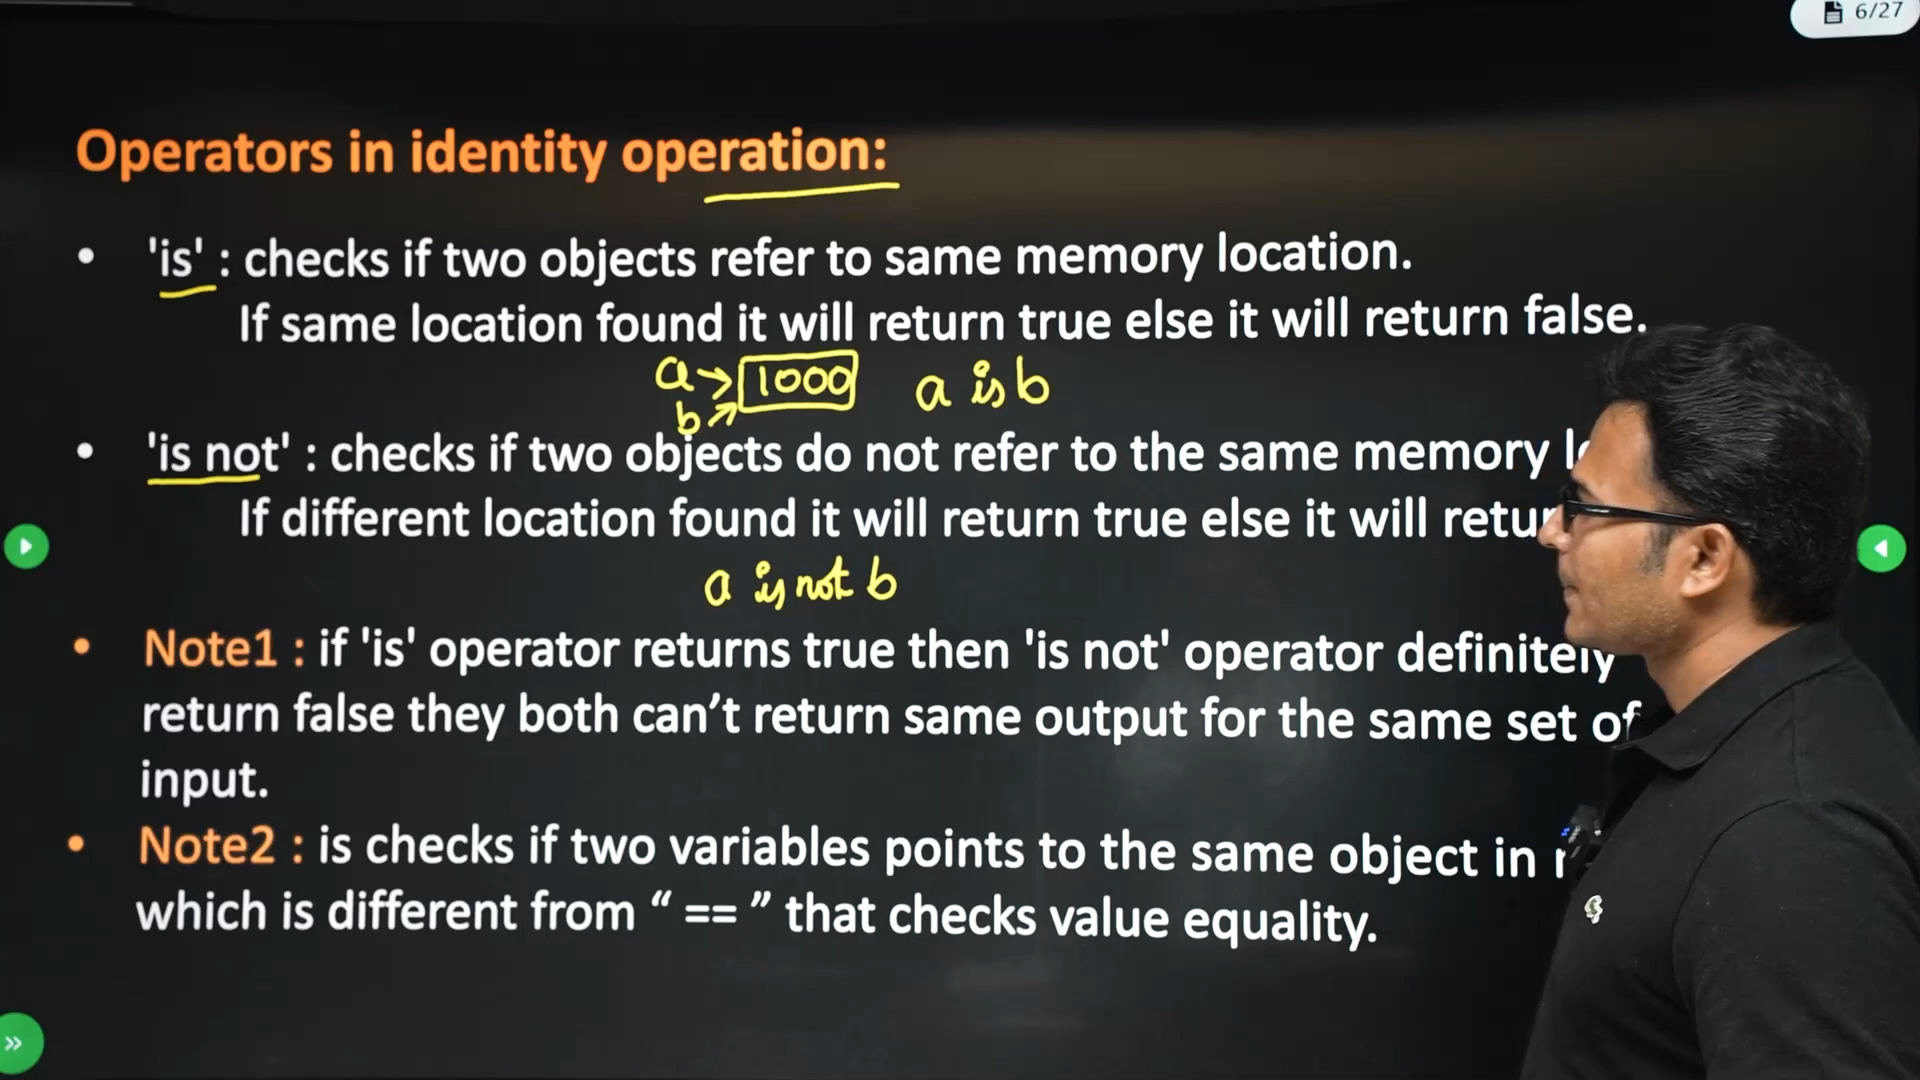 6/27
Operators in identity operation:
• 'is' : checks if two objects refer to same memory location.
If same location found it will return true else it will return false.
a → 1000 a is b
b
• 'is not' : checks if two objects do not refer to the same memory
If different location found it will return true else it will
a is not b
• Note1 : if 'is' operator returns true then 'is not' operator definitely
return false they both can’t return same output for the same set of
input.
• Note2 : is checks if two variables points to the same object in
which is different from “ == ” that checks value equality.